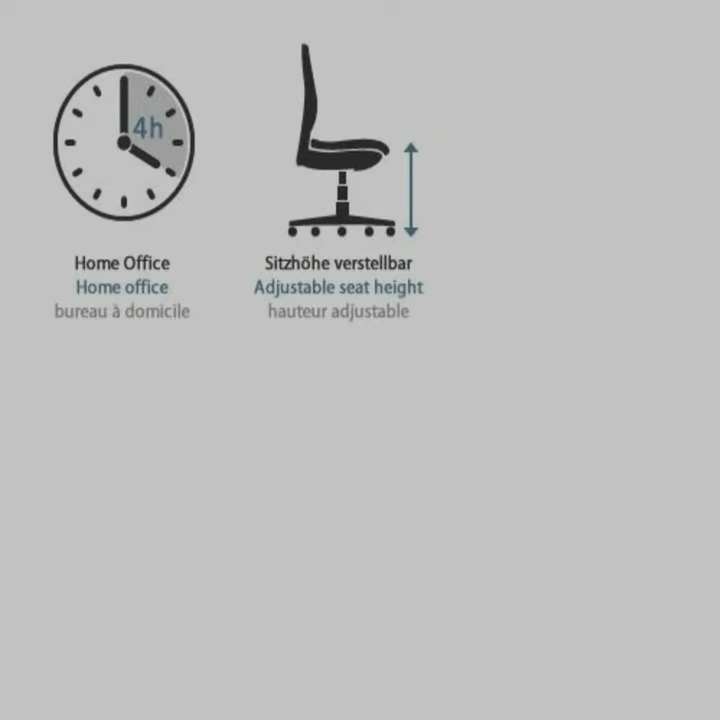 4h
Home Office
Home office
bureau à domicile
Sitzhöhe verstellbar
Adjustable seat height
hauteur adjustable